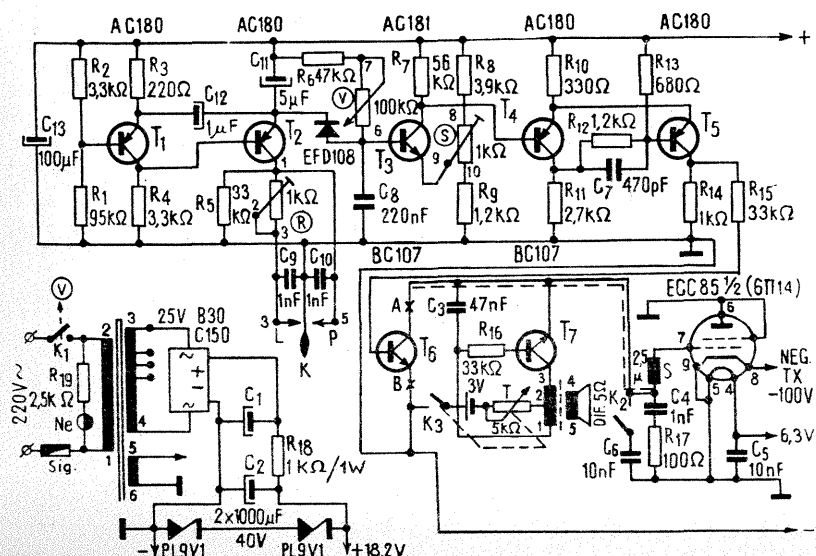 AC180 AC180 AC181 AC180 AC180
+
R2 3,3kΩ
R3 220Ω
C11 5μF
R6 47kΩ
7
V
100kΩ
R7 56 kΩ
R8 3,9kΩ
R10 330Ω
R13 680Ω
C13 100μF
C12 1μF
T1
T2
EFD108
6
T3
8
S
9
1kΩ
10
T4
R12 1,2kΩ
C7 470pF
T5
R1 95kΩ
R4 3,3kΩ
R5 33 kΩ
1
2
1kΩ
R
3
C8 220nF
R9 1,2kΩ
R11 2,7kΩ
R14 1kΩ
R15 33kΩ
C9 1nF
C10 1nF
3 5
L P
K
BC107 BC107
ECC85 1/2 (6П14)
A
C3 47nF
T6
R16 33kΩ
T7
B
K3
3V
T
5kΩ
3
2
1
4
5
DIF. 5Ω
K2
C6 10nF
2,5 μ
S
C4 1nF
R17 100Ω
6
7
9
5 4
8
NEG. TX -100V
6,3V
C5 10nF
V
K1
220V~
R19 2,5kΩ
Ne
Sig.
2
1
3
25V
4
5
6
B30 C150
~
~
+
C1
C2
2x1000μF
40V
R18 1KΩ/1W
PL9V1 PL9V1
-
+18,2V
-